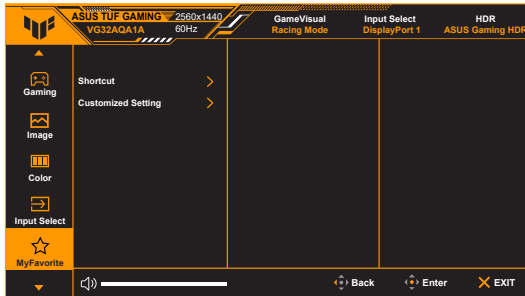 ASUS TUF GAMING 2560x1440 GameVisual Input Select HDR
VG32AQA1A 60Hz Racing Mode DisplayPort 1 ASUS Gaming HDR
Gaming
Shortcut
Customized Setting
Image
Color
Input Select
MyFavorite
Back Enter EXIT